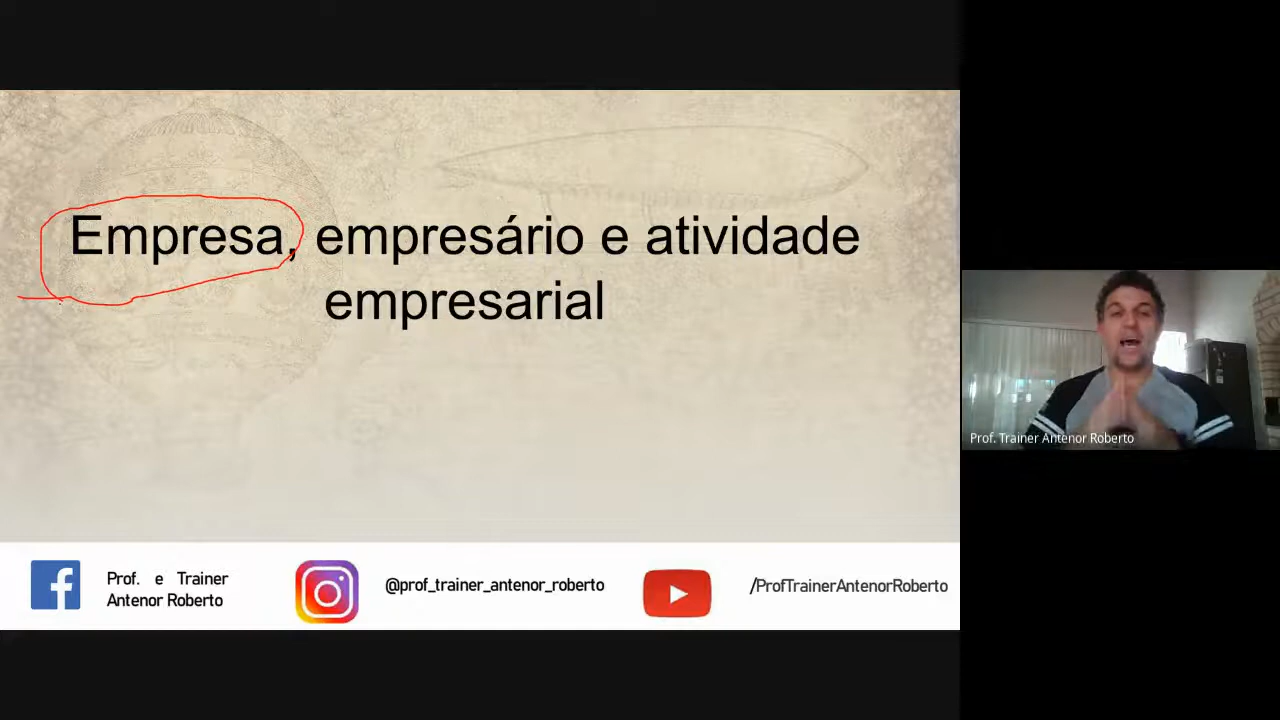 Empresa, empresário e atividade
empresarial
Prof. Trainer Antenor Roberto
Prof. e Trainer
Antenor Roberto
@prof_trainer_antenor_roberto
/ProfTrainerAntenorRoberto